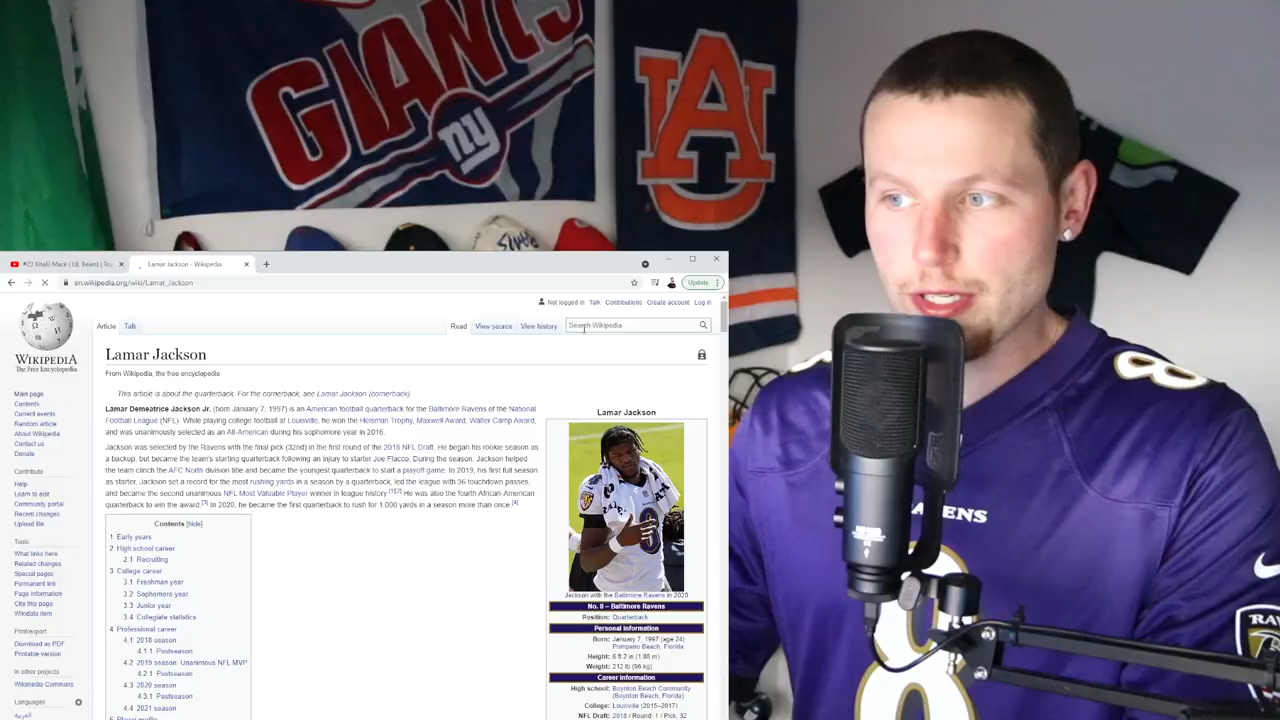 GIANTS
ny
AU
#23 Khalil Mack (LB, Bears) | To
Lamar Jackson - Wikipedia
en.wikipedia.org/wiki/Lamar_Jackson
Update
Not logged in Talk Contributions Create account Log in
Article Talk
Read View source View history
Search Wikipedia
WIKIPEDIA
The Free Encyclopedia
Main page
Contents
Current events
Random article
About Wikipedia
Contact us
Donate
Contribute
Help
Learn to edit
Community portal
Recent changes
Upload file
Tools
What links here
Related changes
Special pages
Permanent link
Page information
Cite this page
Wikidata item
Print/export
Download as PDF
Printable version
In other projects
Wikimedia Commons
Languages
العربية
Lamar Jackson
From Wikipedia, the free encyclopedia
This article is about the quarterback. For the cornerback, see Lamar Jackson (cornerback)
Lamar Demeatrice Jackson Jr. (born January 7, 1997) is an American football quarterback for the Baltimore Ravens of the National
Football League (NFL). While playing college football at Louisville, he won the Heisman Trophy, Maxwell Award, Walter Camp Award,
and was unanimously selected as an All-American during his sophomore year in 2016.
Jackson was selected by the Ravens with the final pick (32nd) in the first round of the 2018 NFL Draft. He began his rookie season as
a backup, but became the team's starting quarterback following an injury to starter Joe Flacco. During the season, Jackson helped
the team clinch the AFC North division title and became the youngest quarterback to start a playoff game. In 2019, his first full season
as starter, Jackson set a record for the most rushing yards in a season by a quarterback, led the league with 36 touchdown passes,
and became the second unanimous NFL Most Valuable Player winner in league history.[1][2] He was also the fourth African-American
quarterback to win the award.[3] In 2020, he became the first quarterback to rush for 1,000 yards in a season more than once.[4]
Contents [hide]
1 Early years
2 High school career
2.1 Recruiting
3 College career
3.1 Freshman year
3.2 Sophomore year
3.3 Junior year
3.4 Collegiate statistics
4 Professional career
4.1 2018 season
4.1.1 Postseason
4.2 2019 season: Unanimous NFL MVP
4.2.1 Postseason
4.3 2020 season
4.3.1 Postseason
4.4 2021 season
5 Player profile
Lamar Jackson
Jackson with the Baltimore Ravens in 2020
No. 8 – Baltimore Ravens
Position: Quarterback
Personal information
Born: January 7, 1997 (age 24)
Pompano Beach, Florida
Height: 6 ft 2 in (1.88 m)
Weight: 212 lb (96 kg)
Career information
High school: Boynton Beach Community
(Boynton Beach, Florida)
College: Louisville (2015–2017)
NFL Draft: 2018 / Round: 1 / Pick: 32
8
8